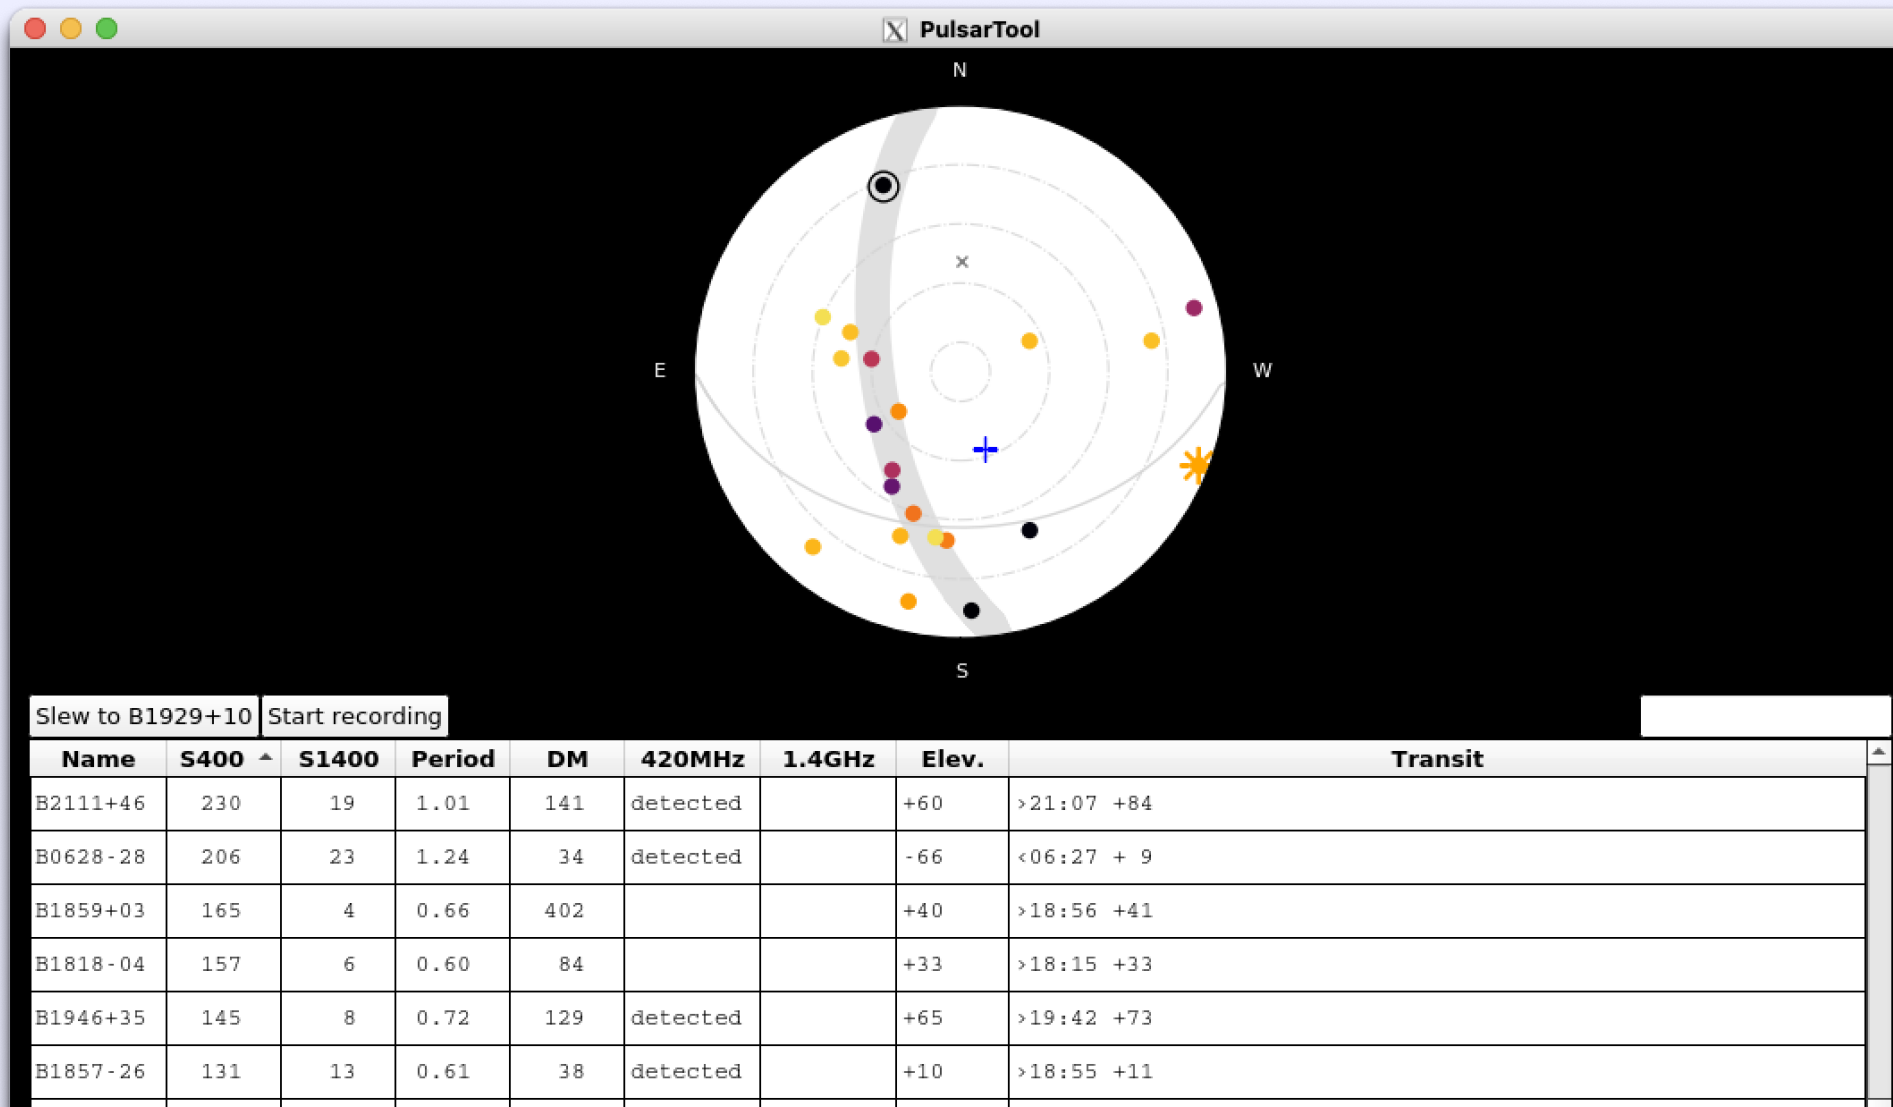 PulsarTool
N
E
W
S
Slew to B1929+10 Start recording
Name S400 S1400 Period DM 420MHz 1.4GHz Elev. Transit
B2111+46 230 19 1.01 141 detected +60 >21:07 +84
B0628-28 206 23 1.24 34 detected -66 <06:27 + 9
B1859+03 165 4 0.66 402 +40 >18:56 +41
B1818-04 157 6 0.60 84 +33 >18:15 +33
B1946+35 145 8 0.72 129 detected +65 >19:42 +73
B1857-26 131 13 0.61 38 detected +10 >18:55 +11